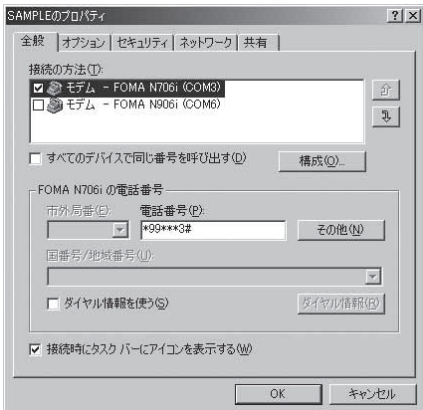 SAMPLEのプロパティ
全般 オプション セキュリティ ネットワーク 共有
接続の方法(T):
モデム - FOMA N706i (COM3)
モデム - FOMA N906i (COM6)
すべてのデバイスで同じ番号を呼び出す(D)
構成(O)...
FOMA N706i の電話番号
市外局番(E): 電話番号(P):
*99***3# その他(N)
国番号/地域番号(U):
ダイヤル情報を使う(S) ダイヤル情報(R)
接続時にタスク バーにアイコンを表示する(W)
OK キャンセル